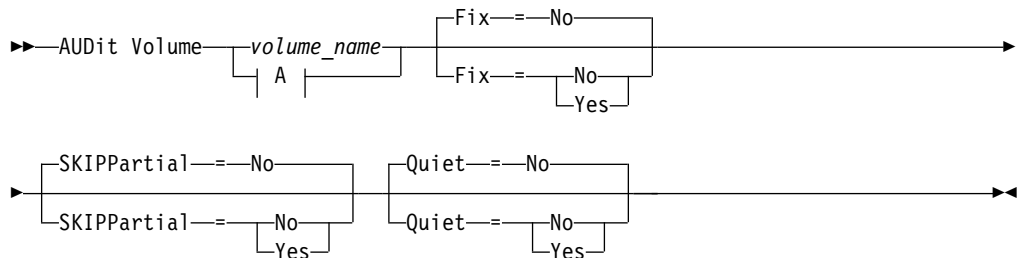 Fix = No
AUDit Volume volume_name
A
Fix = No
Yes
SKIPPartial = No
Quiet = No
SKIPPartial = No
Quiet = No
Yes
Yes